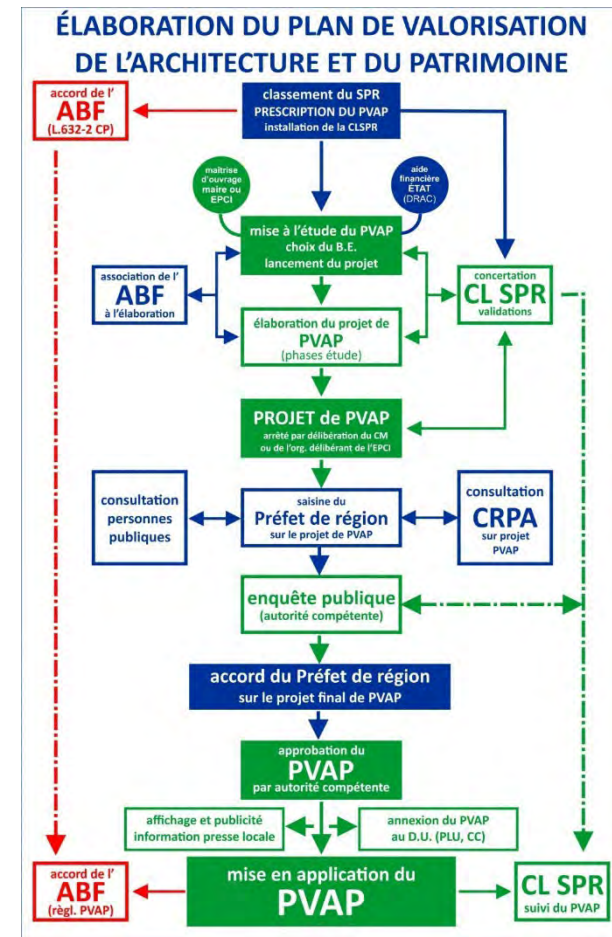 ÉLABORATION DU PLAN DE VALORISATION
DE L'ARCHITECTURE ET DU PATRIMOINE
accord de l'
ABF
(L.632-2 CP)
classement du SPR
PRESCRIPTION DU PVAP
installation de la CLSPR
maîtrise
d'ouvrage
maire ou
EPCI
aide
financière
ÉTAT
(DRAC)
mise à l'étude du PVAP
choix du B.E.
lancement du projet
association de l'
ABF
à l'élaboration
concertation
CL SPR
validations
élaboration du projet de
PVAP
(phases étude)
PROJET de PVAP
arrêté par délibération du CM
ou de l'org. délibérant de l'EPCI
consultation
personnes
publiques
saisine du
Préfet de région
sur le projet de PVAP
consultation
CRPA
sur projet
PVAP
enquête publique
(autorité compétente)
accord du Préfet de région
sur le projet final de PVAP
approbation du
PVAP
par autorité compétente
affichage et publicité
information presse locale
annexion du PVAP
au D.U. (PLU, CC)
accord de l'
ABF
(règl. PVAP)
mise en application du
PVAP
CL SPR
suivi du PVAP